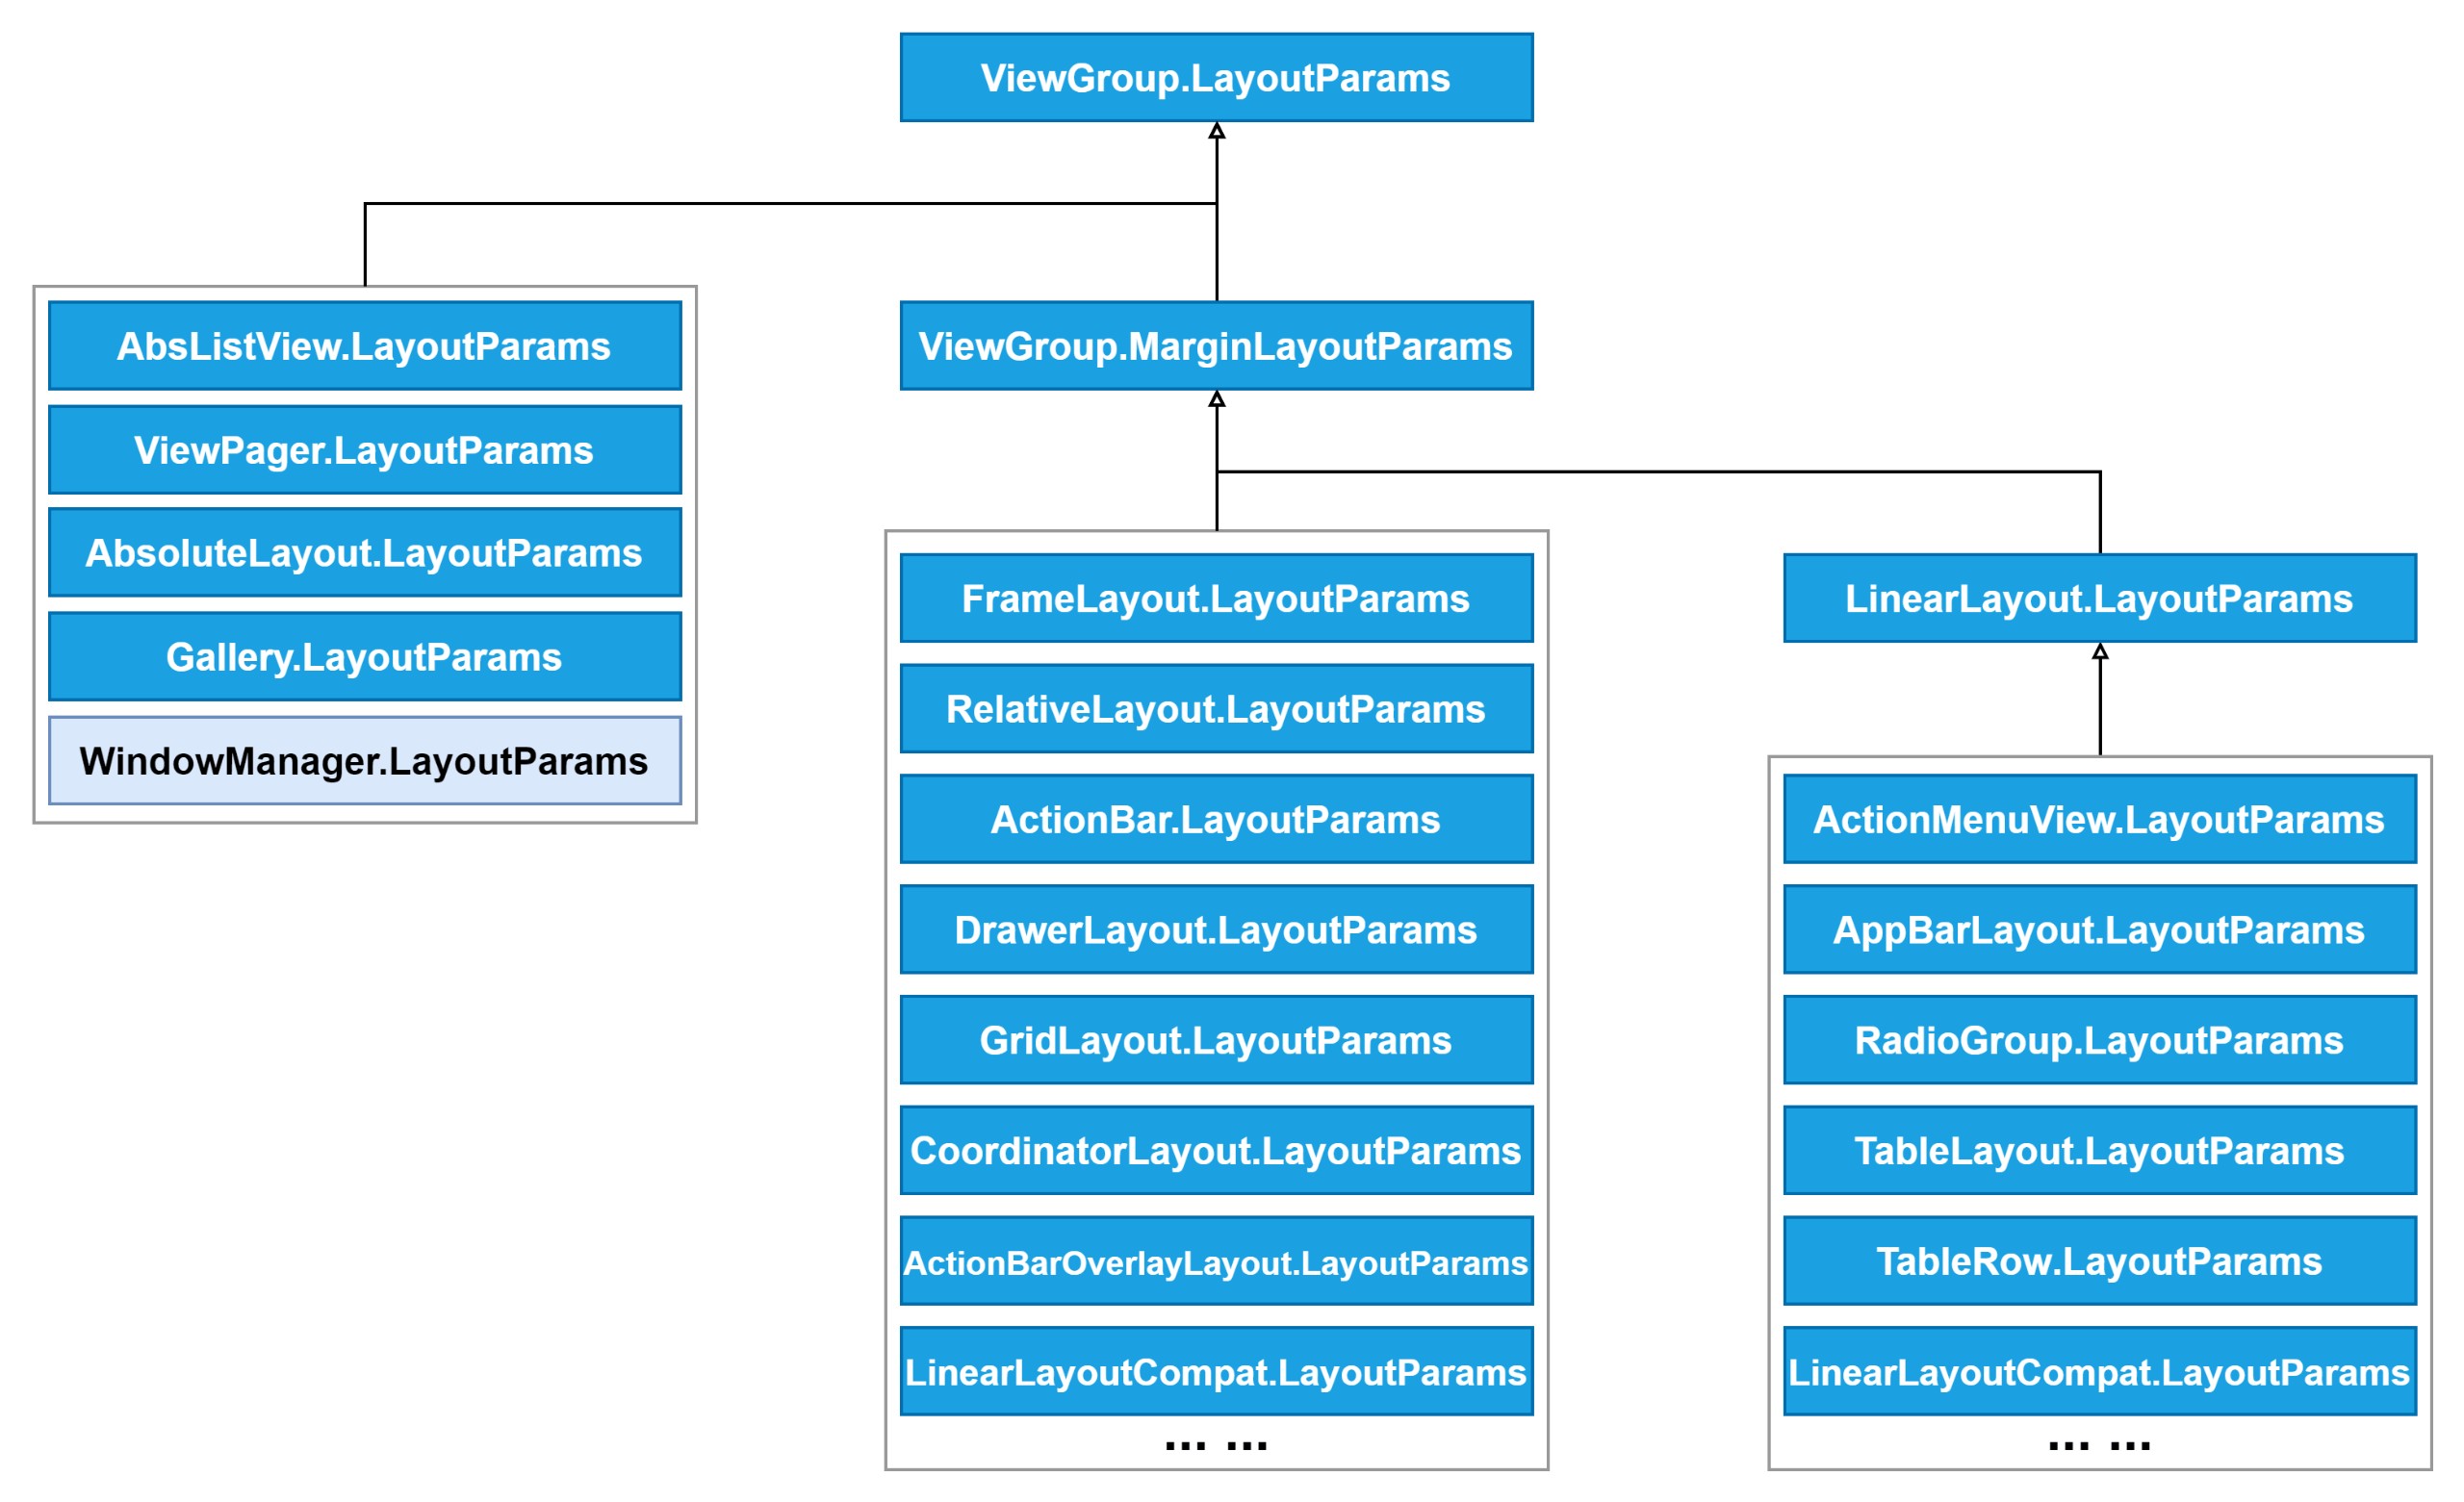 ViewGroup.LayoutParams
AbsListView.LayoutParams
ViewPager.LayoutParams
AbsoluteLayout.LayoutParams
Gallery.LayoutParams
WindowManager.LayoutParams
ViewGroup.MarginLayoutParams
FrameLayout.LayoutParams
RelativeLayout.LayoutParams
ActionBar.LayoutParams
DrawerLayout.LayoutParams
GridLayout.LayoutParams
CoordinatorLayout.LayoutParams
ActionBarOverlayLayout.LayoutParams
LinearLayoutCompat.LayoutParams
... ...
LinearLayout.LayoutParams
ActionMenuView.LayoutParams
AppBarLayout.LayoutParams
RadioGroup.LayoutParams
TableLayout.LayoutParams
TableRow.LayoutParams
LinearLayoutCompat.LayoutParams
... ...